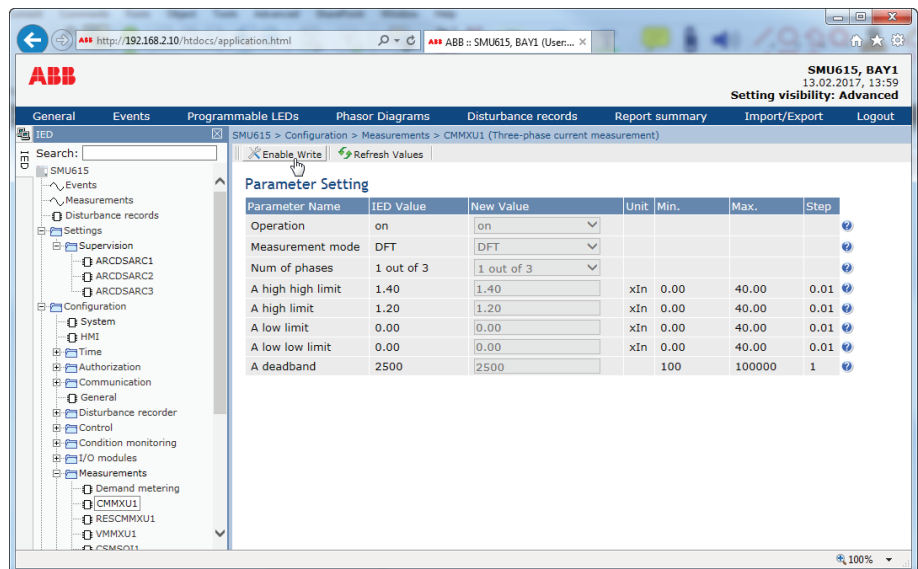 ABB http://192.168.2.10/htdocs/application.html
ABB ABB :: SMU615, BAY1 (User:...
ABB
SMU615, BAY1
13.02.2017, 13:59
Setting visibility: Advanced
General Events Programmable LEDs Phasor Diagrams Disturbance records Report summary Import/Export Logout
IED
IED
Search:
SMU615
Events
Measurements
Disturbance records
Settings
Supervision
ARCDSARC1
ARCDSARC2
ARCDSARC3
Configuration
System
HMI
Time
Authorization
Communication
General
Disturbance recorder
Control
Condition monitoring
I/O modules
Measurements
Demand metering
CMMXU1
RESCMMXU1
VMMXU1
CSMSQI1
SMU615 > Configuration > Measurements > CMMXU1 (Three-phase current measurement)
Enable Write Refresh Values
Parameter Setting
Parameter Name IED Value New Value Unit Min. Max. Step
Operation on on
Measurement mode DFT DFT
Num of phases 1 out of 3 1 out of 3
A high high limit 1.40 1.40 xIn 0.00 40.00 0.01
A high limit 1.20 1.20 xIn 0.00 40.00 0.01
A low limit 0.00 0.00 xIn 0.00 40.00 0.01
A low low limit 0.00 0.00 xIn 0.00 40.00 0.01
A deadband 2500 2500 100 100000 1
100%